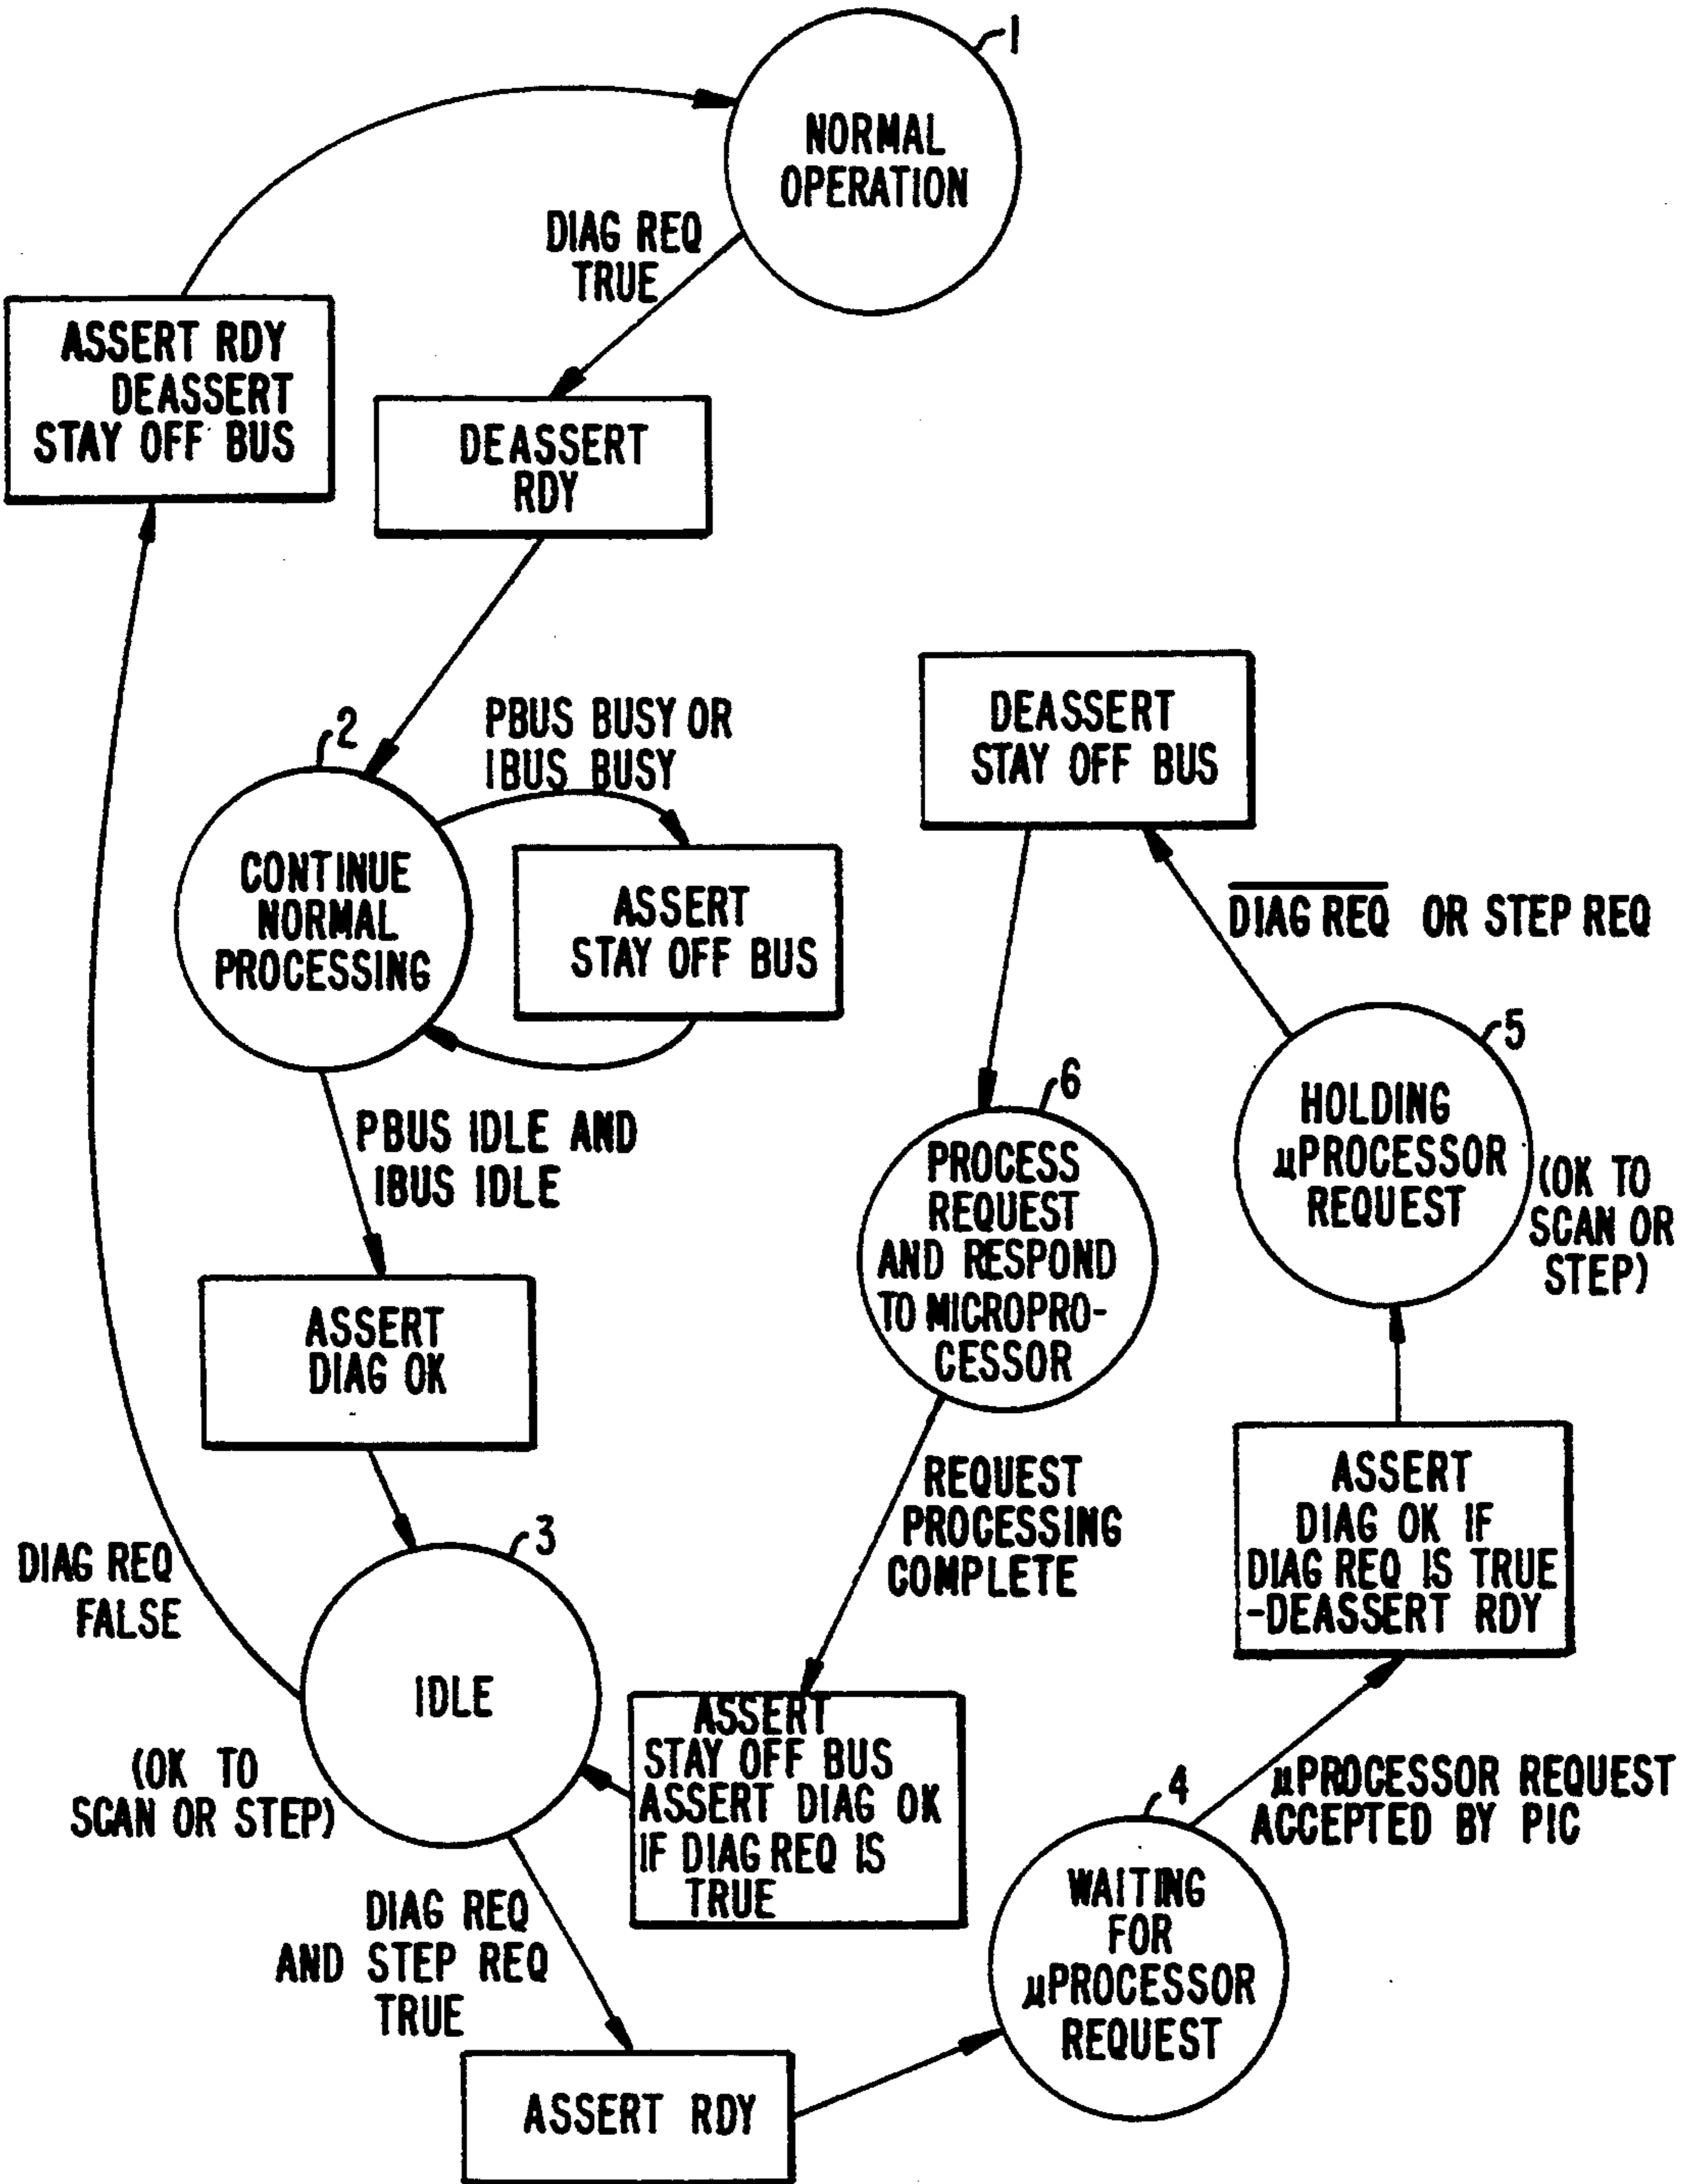 1
NORMAL
OPERATION
DIAG REQ
TRUE
ASSERT RDY
DEASSERT
STAY OFF BUS
DEASSERT
RDY
2
PBUS BUSY OR
IBUS BUSY
CONTINUE
NORMAL
PROCESSING
ASSERT
STAY OFF BUS
PBUS IDLE AND
IBUS IDLE
ASSERT
DIAG OK
DIAG REQ
FALSE
3
IDLE
(OK TO
SCAN OR STEP)
DIAG REQ
AND STEP REQ
TRUE
ASSERT RDY
4
WAITING
FOR
µPROCESSOR
REQUEST
µPROCESSOR REQUEST
ACCEPTED BY PIC
ASSERT
DIAG OK IF
DIAG REQ IS TRUE
-DEASSERT RDY
5
HOLDING
µPROCESSOR
REQUEST
(OK TO
SCAN OR
STEP)
D̅I̅A̅G̅ ̅R̅E̅Q̅ OR STEP REQ
DEASSERT
STAY OFF BUS
6
PROCESS
REQUEST
AND RESPOND
TO MICROPRO-
CESSOR
REQUEST
PROCESSING
COMPLETE
ASSERT
STAY OFF BUS
ASSERT DIAG OK
IF DIAG REQ IS
TRUE